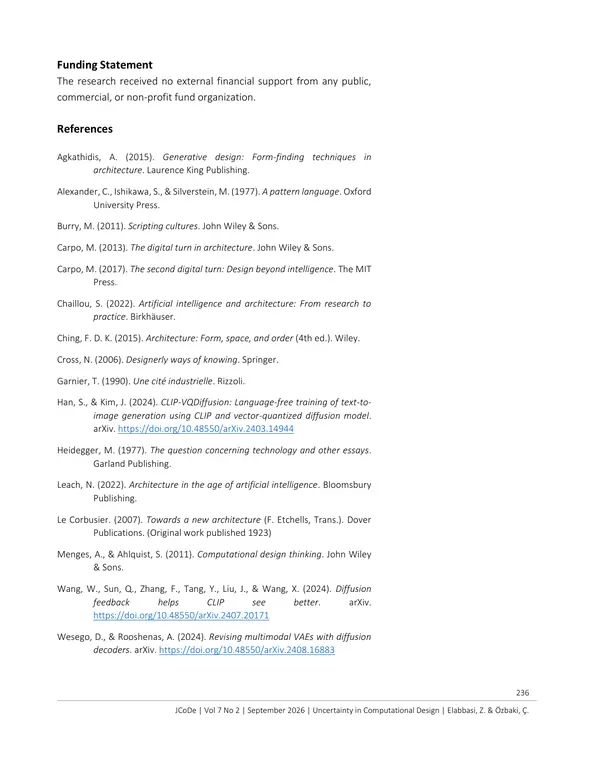 Funding Statement
The research received no external financial support from any public,
commercial, or non-profit fund organization.
References
Agkathidis, A. (2015). Generative design: Form-finding techniques in
architecture. Laurence King Publishing.
Alexander, C., Ishikawa, S., & Silverstein, M. (1977). A pattern language. Oxford
University Press.
Burry, M. (2011). Scripting cultures. John Wiley & Sons.
Carpo, M. (2013). The digital turn in architecture. John Wiley & Sons.
Carpo, M. (2017). The second digital turn: Design beyond intelligence. The MIT
Press.
Chaillou, S. (2022). Artificial intelligence and architecture: From research to
practice. Birkhäuser.
Ching, F. D. K. (2015). Architecture: Form, space, and order (4th ed.). Wiley.
Cross, N. (2006). Designerly ways of knowing. Springer.
Garnier, T. (1990). Une cité industrielle. Rizzoli.
Han, S., & Kim, J. (2024). CLIP-VQDiffusion: Language-free training of text-to-
image generation using CLIP and vector-quantized diffusion model.
arXiv. https://doi.org/10.48550/arXiv.2403.14944
Heidegger, M. (1977). The question concerning technology and other essays.
Garland Publishing.
Leach, N. (2022). Architecture in the age of artificial intelligence. Bloomsbury
Publishing.
Le Corbusier. (2007). Towards a new architecture (F. Etchells, Trans.). Dover
Publications. (Original work published 1923)
Menges, A., & Ahlquist, S. (2011). Computational design thinking. John Wiley
& Sons.
Wang, W., Sun, Q., Zhang, F., Tang, Y., Liu, J., & Wang, X. (2024). Diffusion
feedback helps CLIP see better. arXiv.
https://doi.org/10.48550/arXiv.2407.20171
Wesego, D., & Rooshenas, A. (2024). Revising multimodal VAEs with diffusion
decoders. arXiv. https://doi.org/10.48550/arXiv.2408.16883
236
JCoDe | Vol 7 No 2 | September 2026 | Uncertainty in Computational Design | Elabbasi, Z. & Özbaki, Ç.